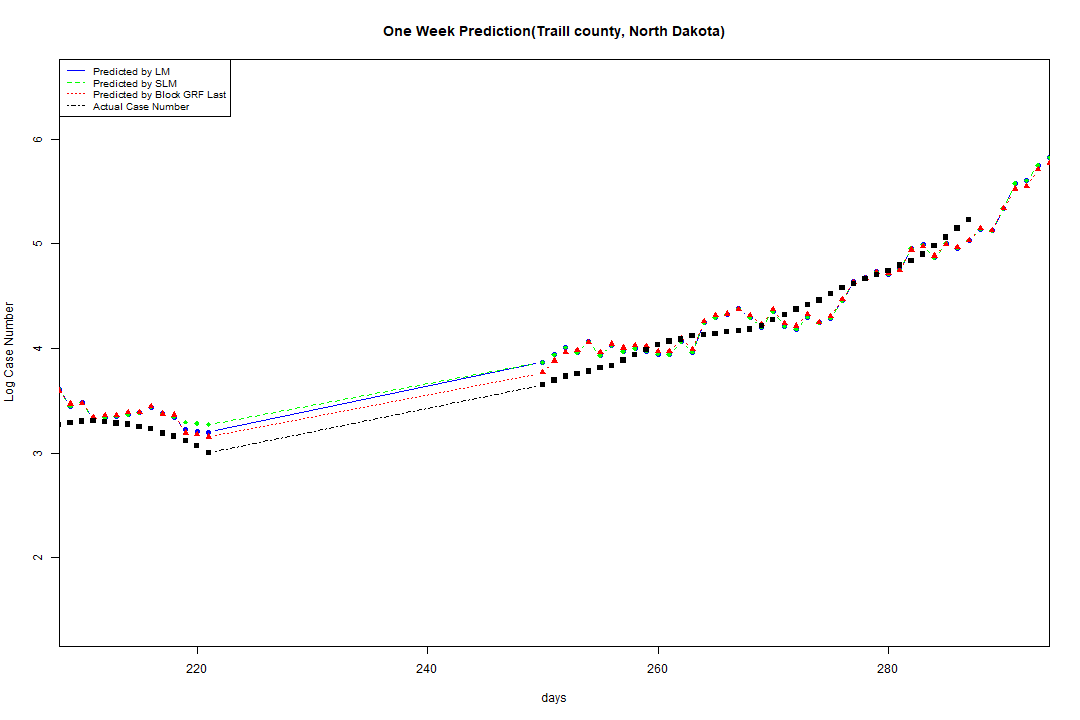 One Week Prediction(Traill county, North Dakota)
Predicted by LM
Predicted by SLM
Predicted by Block GRF Last
Actual Case Number
6
5
4
3
2
Log Case Number
220
240
260
280
days